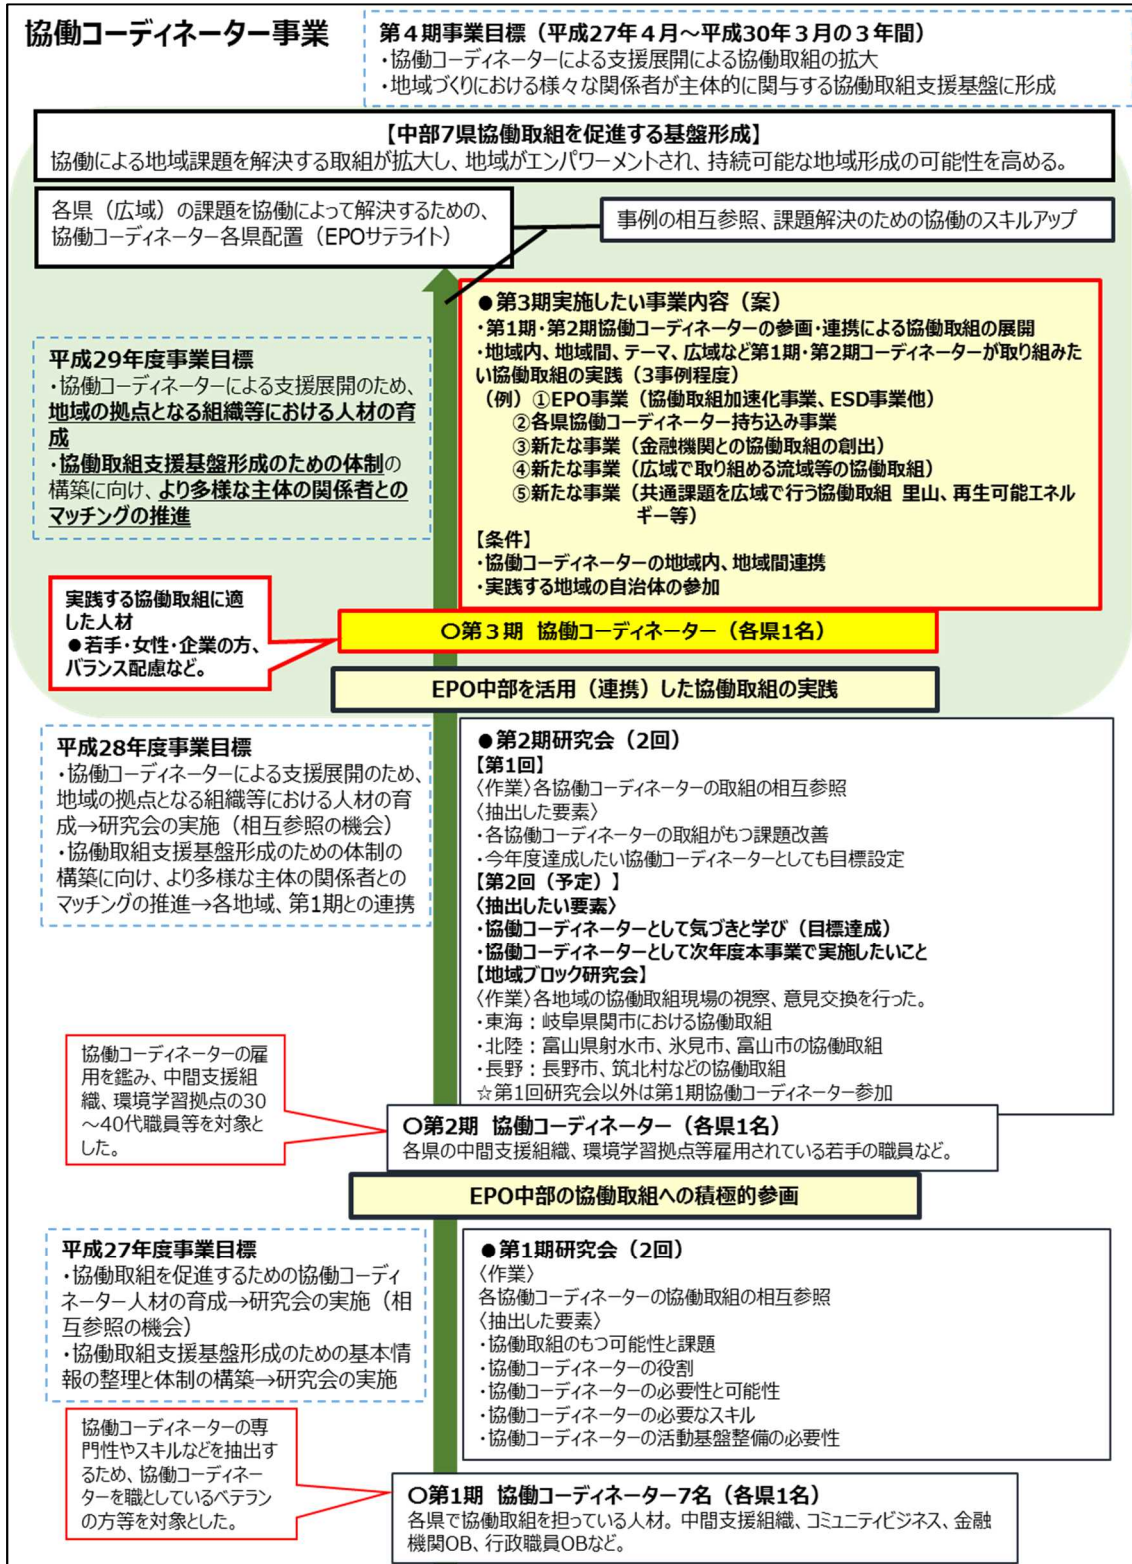 協働コーディネーター事業
第４期事業目標（平成27年４月～平成30年３月の３年間）
・協働コーディネーターによる支援展開による協働取組の拡大
・地域づくりにおける様々な関係者が主体的に関与する協働取組支援基盤に形成
【中部7県協働取組を促進する基盤形成】
協働による地域課題を解決する取組が拡大し、地域がエンパワーメントされ、持続可能な地域形成の可能性を高める。
各県（広域）の課題を協働によって解決するための、
協働コーディネーター各県配置（EPOサテライト）
事例の相互参照、課題解決のための協働のスキルアップ
●第3期実施したい事業内容（案）
・第1期・第2期協働コーディネーターの参画・連携による協働取組の展開
・地域内、地域間、テーマ、広域など第1期・第2期コーディネーターが取り組みた
い協働取組の実践（3事例程度）
（例）①EPO事業（協働取組加速化事業、ESD事業他）
②各県協働コーディネーター持ち込み事業
③新たな事業（金融機関との協働取組の創出）
④新たな事業（広域で取り組める流域等の協働取組）
⑤新たな事業（共通課題を広域で行う協働取組 里山、再生可能エネル
ギー等）
【条件】
・協働コーディネーターの地域内、地域間連携
・実践する地域の自治体の参加
平成29年度事業目標
・協働コーディネーターによる支援展開のため、
地域の拠点となる組織等における人材の育
成
・協働取組支援基盤形成のための体制の
構築に向け、より多様な主体の関係者との
マッチングの推進
実践する協働取組に適
した人材
●若手・女性・企業の方、
バランス配慮など。
〇第３期 協働コーディネーター（各県1名）
EPO中部を活用（連携）した協働取組の実践
平成28年度事業目標
・協働コーディネーターによる支援展開のため、
地域の拠点となる組織等における人材の育
成→研究会の実施（相互参照の機会）
・協働取組支援基盤形成のための体制の
構築に向け、より多様な主体の関係者との
マッチングの推進→各地域、第1期との連携
●第2期研究会（2回）
【第1回】
〈作業〉各協働コーディネーターの取組の相互参照
〈抽出した要素〉
・各協働コーディネーターの取組がもつ課題改善
・今年度達成したい協働コーディネーターとしても目標設定
【第2回（予定）】
〈抽出したい要素〉
・協働コーディネーターとして気づきと学び（目標達成）
・協働コーディネーターとして次年度本事業で実施したいこと
【地域ブロック研究会】
〈作業〉各地域の協働取組現場の視察、意見交換を行った。
・東海：岐阜県関市における協働取組
・北陸：富山県射水市、氷見市、富山市の協働取組
・長野：長野市、筑北村などの協働取組
☆第1回研究会以外は第1期協働コーディネーター参加
協働コーディネーターの雇
用を鑑み、中間支援組
織、環境学習拠点の30
～40代職員等を対象と
した。
〇第2期 協働コーディネーター（各県1名）
各県の中間支援組織、環境学習拠点等雇用されている若手の職員など。
EPO中部の協働取組への積極的参画
平成27年度事業目標
・協働取組を促進するための協働コーディ
ネーター人材の育成→研究会の実施（相
互参照の機会）
・協働取組支援基盤形成のための基本情
報の整理と体制の構築→研究会の実施
●第1期研究会（2回）
〈作業〉
各協働コーディネーターの協働取組の相互参照
〈抽出した要素〉
・協働取組のもつ可能性と課題
・協働コーディネーターの役割
・協働コーディネーターの必要性と可能性
・協働コーディネーターの必要なスキル
・協働コーディネーターの活動基盤整備の必要性
協働コーディネーターの専
門性やスキルなどを抽出す
るため、協働コーディネー
ターを職としているベテラン
の方等を対象とした。
〇第1期 協働コーディネーター7名（各県1名）
各県で協働取組を担っている人材。中間支援組織、コミュニティビジネス、金融
機関OB、行政職員OBなど。